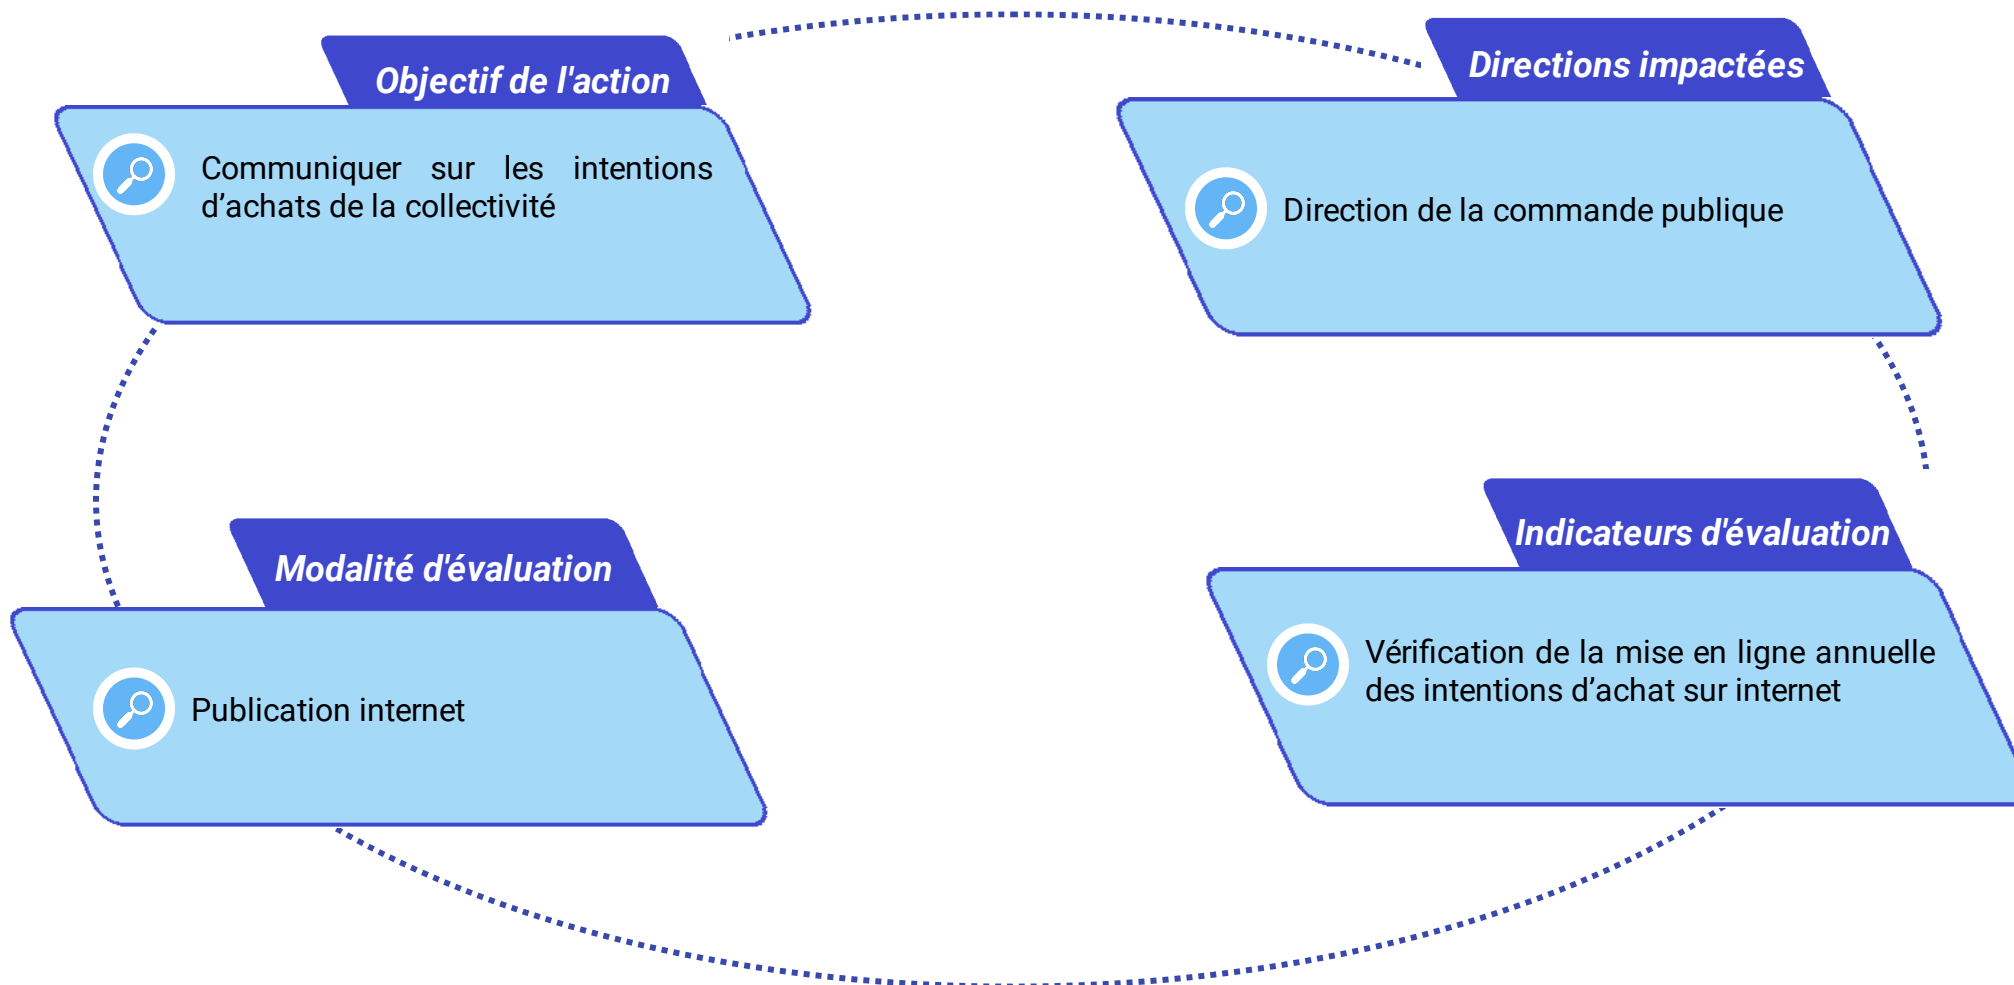 Objectif de l'action
Communiquer sur les intentions
d’achats de la collectivité
Directions impactées
Direction de la commande publique
Modalité d'évaluation
Publication internet
Indicateurs d'évaluation
Vérification de la mise en ligne annuelle
des intentions d’achat sur internet